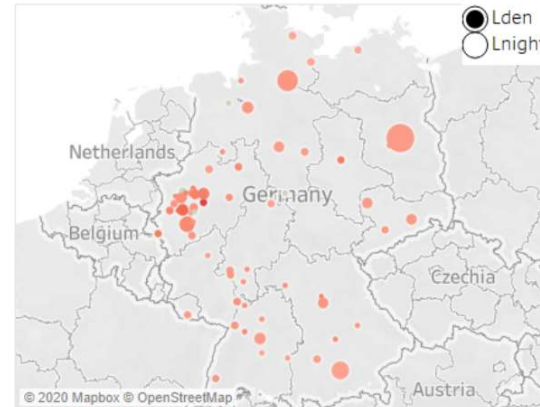 Lden
Lnight
Netherlands
Germany
Belgium
Czechia
Austria
© 2020 Mapbox © OpenStreetMap